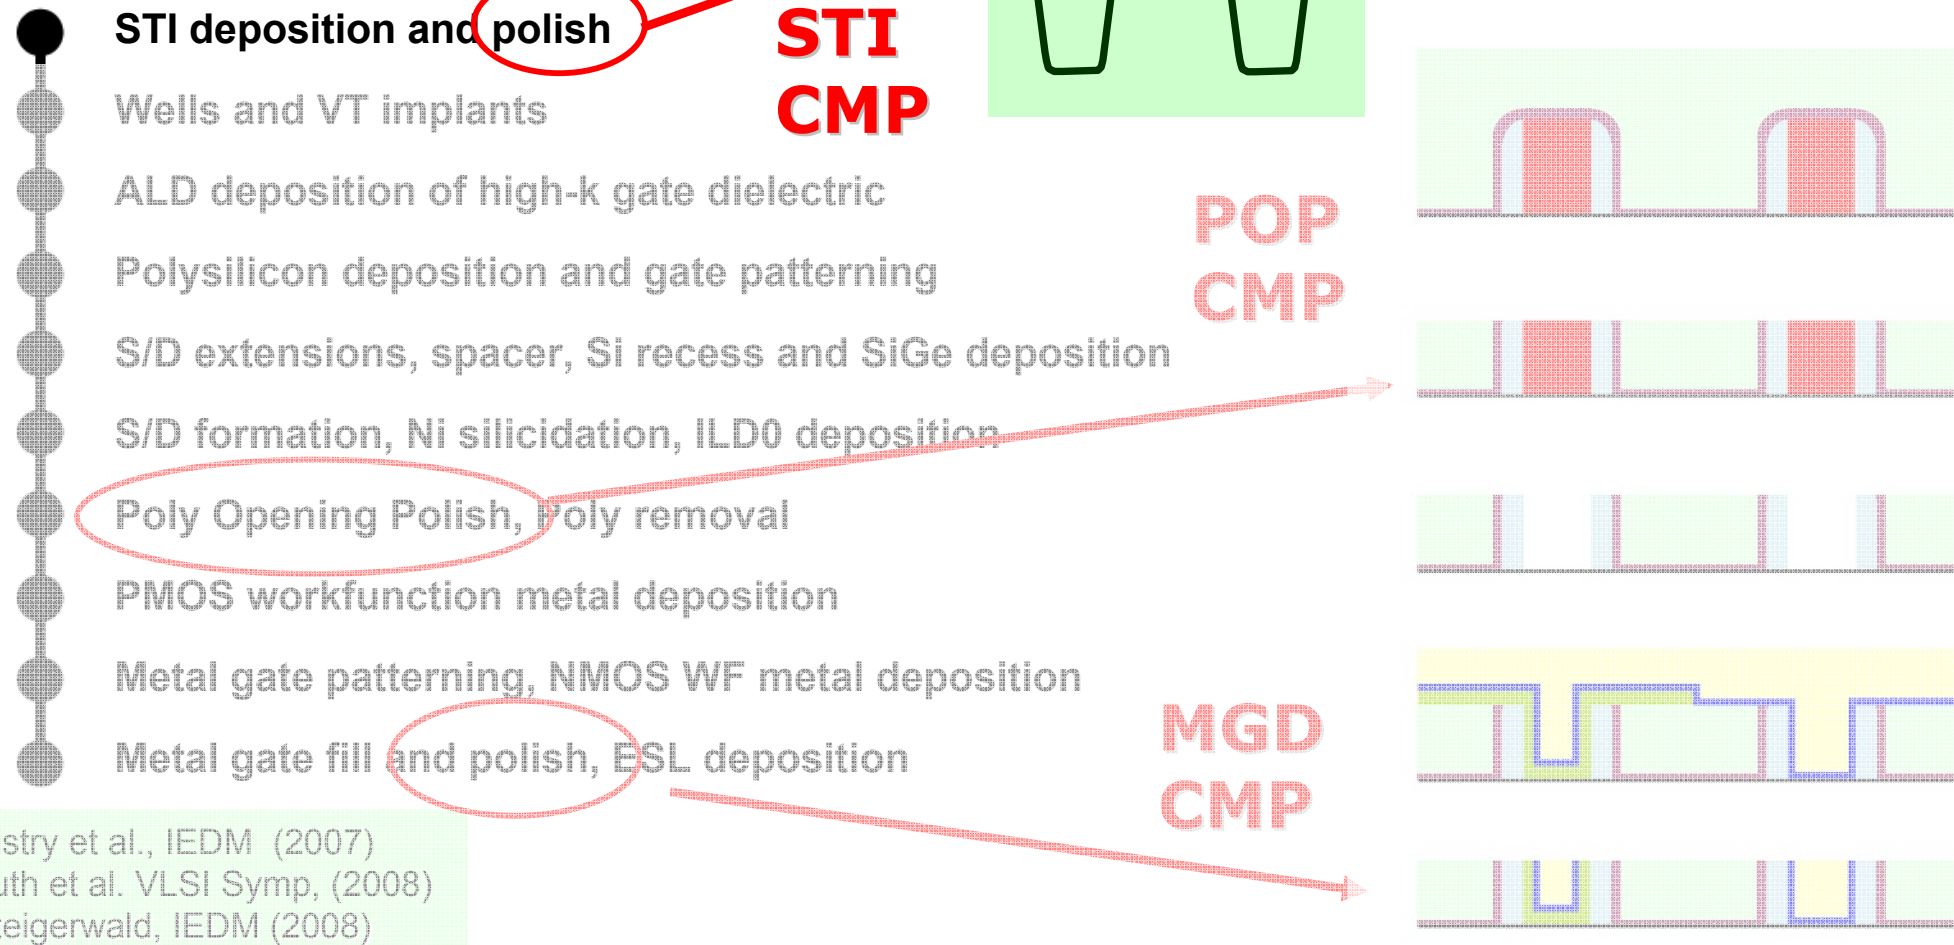 STI deposition and polish
STI
CMP
Wells and VT implants
ALD deposition of high-k gate dielectric
POP
CMP
Polysilicon deposition and gate patterning
S/D extensions, spacer, Si recess and SiGe deposition
S/D formation, Ni silicidation, ILD0 deposition
Poly Opening Polish, Poly removal
PMOS workfunction metal deposition
Metal gate patterning, NMOS WF metal deposition
MGD
CMP
Metal gate fill and polish, ESL deposition
stry et al., IEDM (2007)
uth et al. VLSI Symp, (2008)
teigerwald, IEDM (2008)